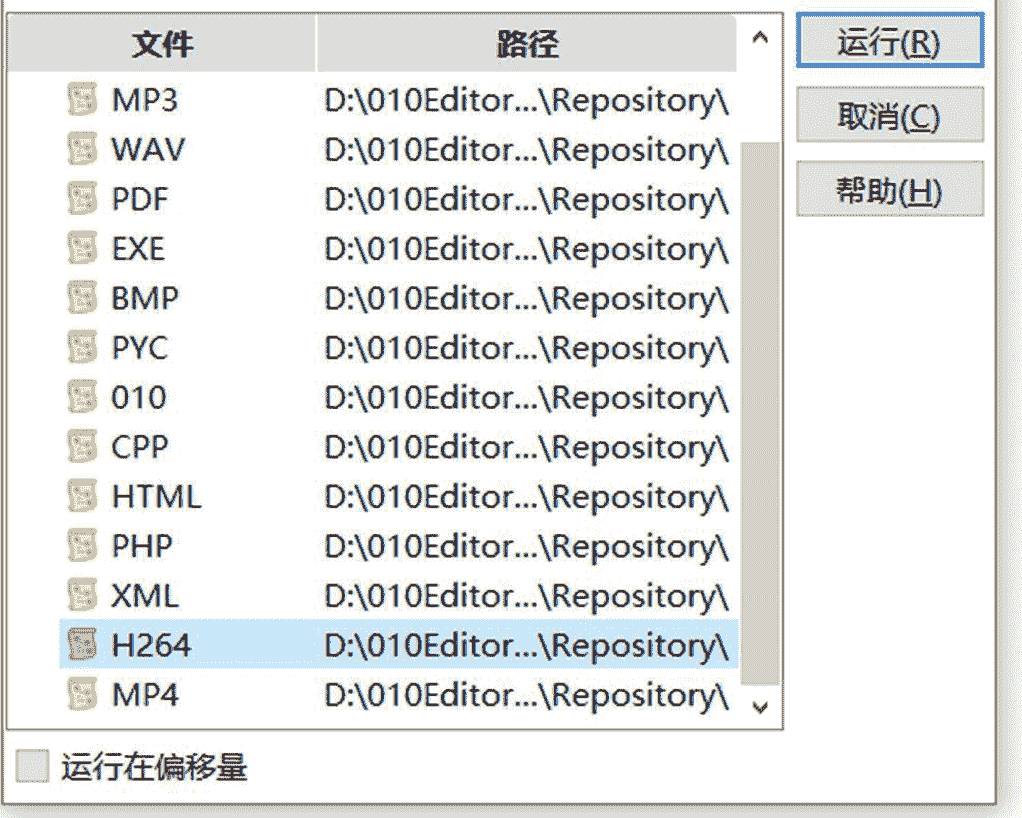 文件 路径
MP3 D:\010Editor...\Repository\
WAV D:\010Editor...\Repository\
PDF D:\010Editor...\Repository\
EXE D:\010Editor...\Repository\
BMP D:\010Editor...\Repository\
PYC D:\010Editor...\Repository\
010 D:\010Editor...\Repository\
CPP D:\010Editor...\Repository\
HTML D:\010Editor...\Repository\
PHP D:\010Editor...\Repository\
XML D:\010Editor...\Repository\
H264 D:\010Editor...\Repository\
MP4 D:\010Editor...\Repository\
运行(R)
取消(C)
帮助(H)
运行在偏移量